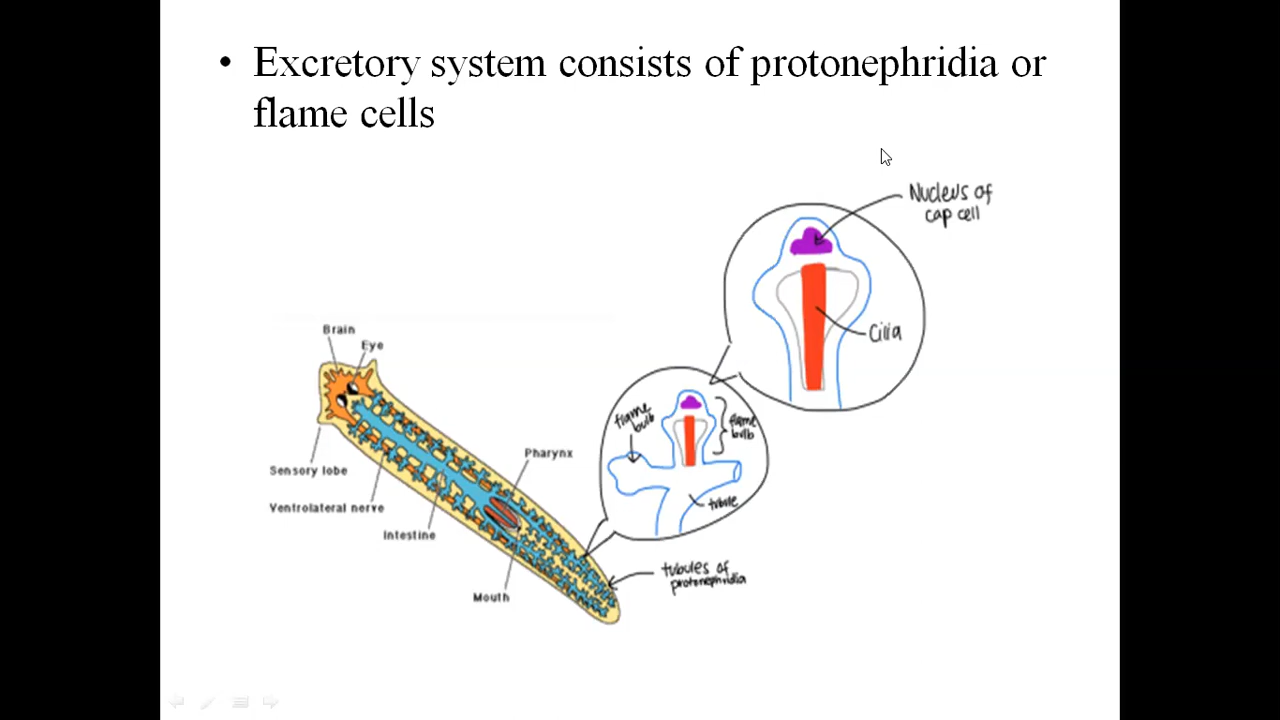 • Excretory system consists of protonephridia or
flame cells
Nucleus of
cap cell
Cilia
Brain
Eye
flame
bulb
flame
bulb
Pharynx
Sensory lobe
tubule
Ventrolateral nerve
Intestine
tubules of
protonephridia
Mouth